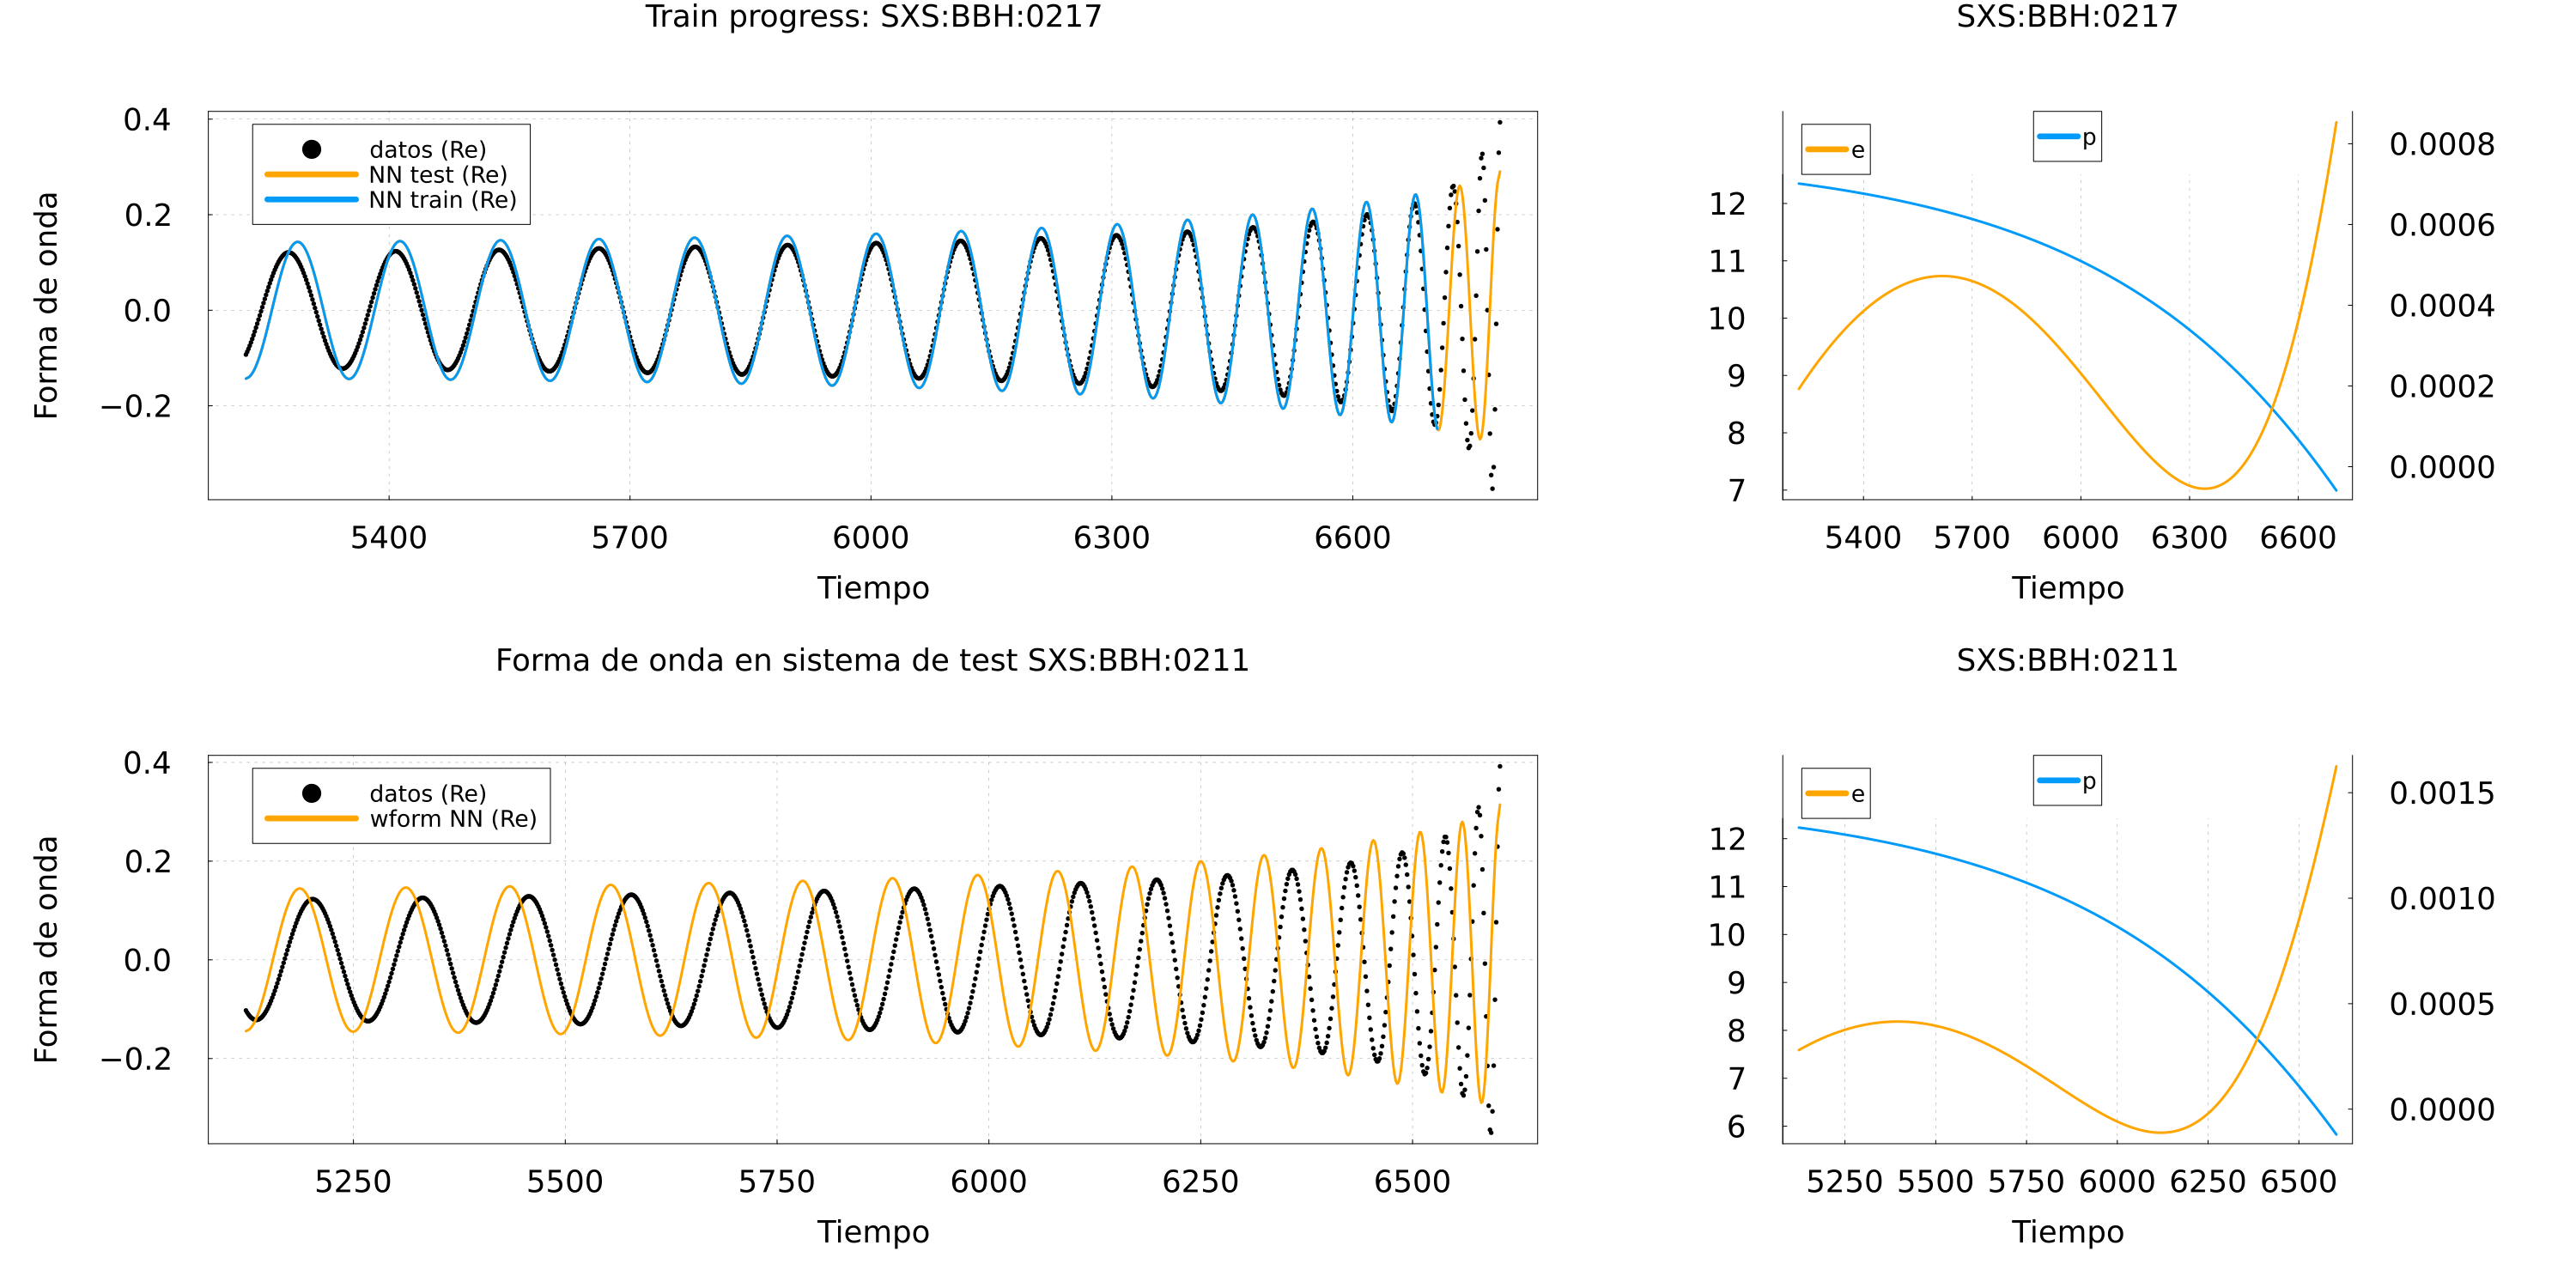 Train progress: SXS:BBH:0217
Forma de onda
0.4
0.2
0.0
−0.2
datos (Re)
NN test (Re)
NN train (Re)
5400 5700 6000 6300 6600
Tiempo
SXS:BBH:0217
e
p
12
11
10
9
8
7
0.0008
0.0006
0.0004
0.0002
0.0000
5400 5700 6000 6300 6600
Tiempo
Forma de onda en sistema de test SXS:BBH:0211
Forma de onda
0.4
0.2
0.0
−0.2
datos (Re)
wform NN (Re)
5250 5500 5750 6000 6250 6500
Tiempo
SXS:BBH:0211
e
p
12
11
10
9
8
7
6
0.0015
0.0010
0.0005
0.0000
5250 5500 5750 6000 6250 6500
Tiempo